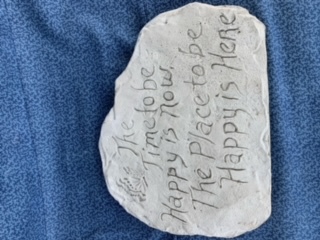 The
Time to be
Happy is now,
The Place to be
Happy is Here